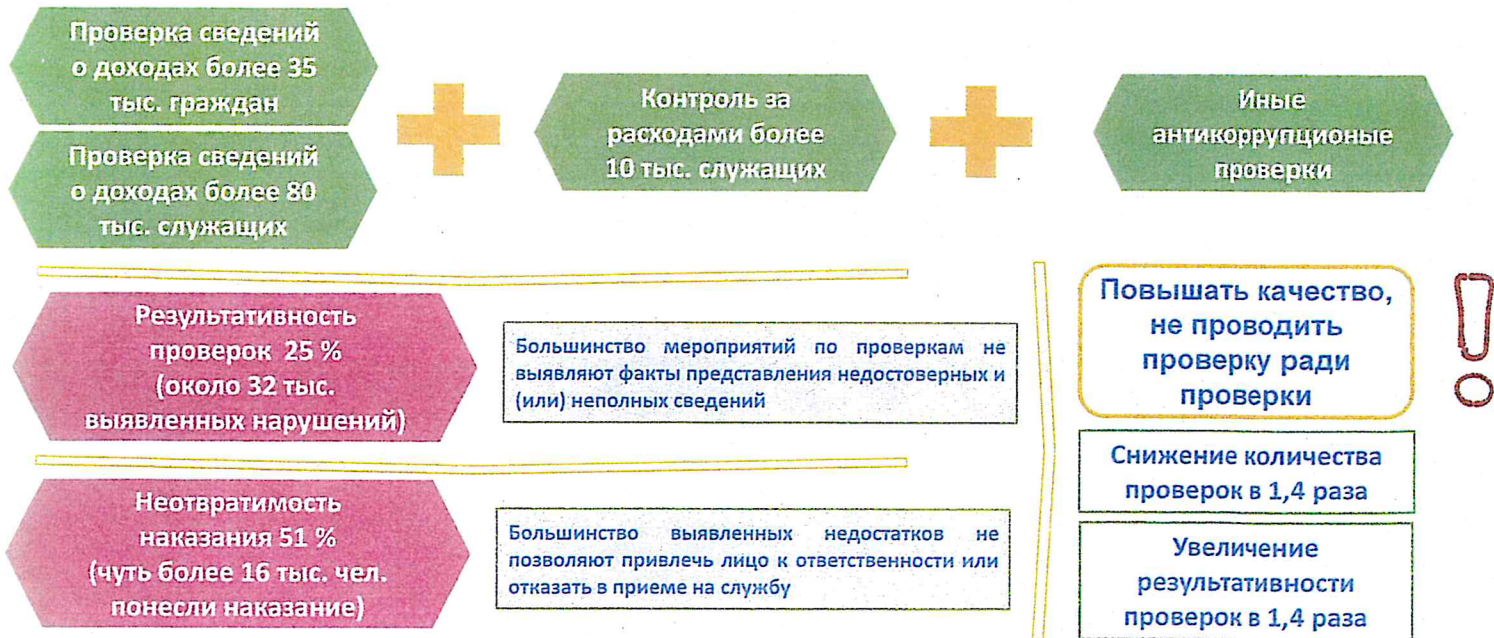 Проверка сведений
о доходах более 35
тыс. граждан
Проверка сведений
о доходах более 80
тыс. служащих
Контроль за
расходами более
10 тыс. служащих
Иные
антикоррупционые
проверки
Результативность
проверок 25 %
(около 32 тыс.
выявленных нарушений)
Большинство мероприятий по проверкам не
выявляют факты представления недостоверных и
(или) неполных сведений
Неотвратимость
наказания 51 %
(чуть более 16 тыс. чел.
понесли наказание)
Большинство выявленных недостатков не
позволяют привлечь лицо к ответственности или
отказать в приеме на службу
Повышать качество,
не проводить
проверку ради
проверки
!
Снижение количества
проверок в 1,4 раза
Увеличение
результативности
проверок в 1,4 раза